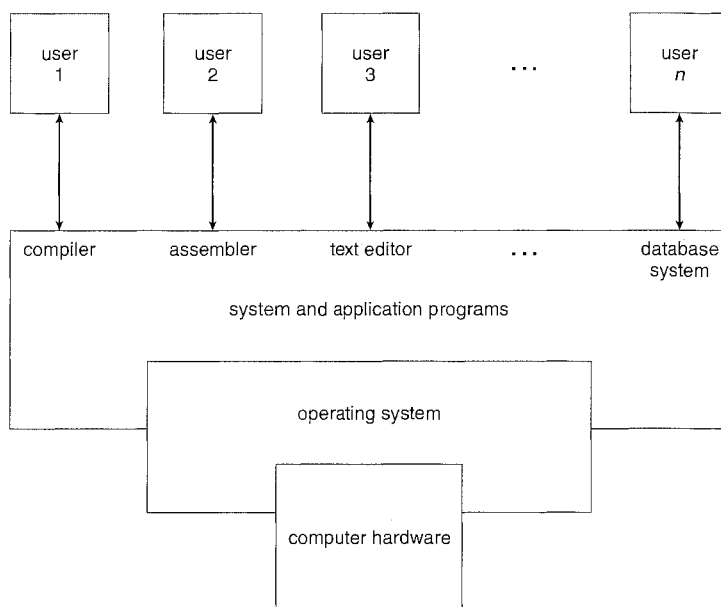 user
1
user
2
user
3
...
user
n
compiler
assembler
text editor
...
database
system
system and application programs
operating system
computer hardware